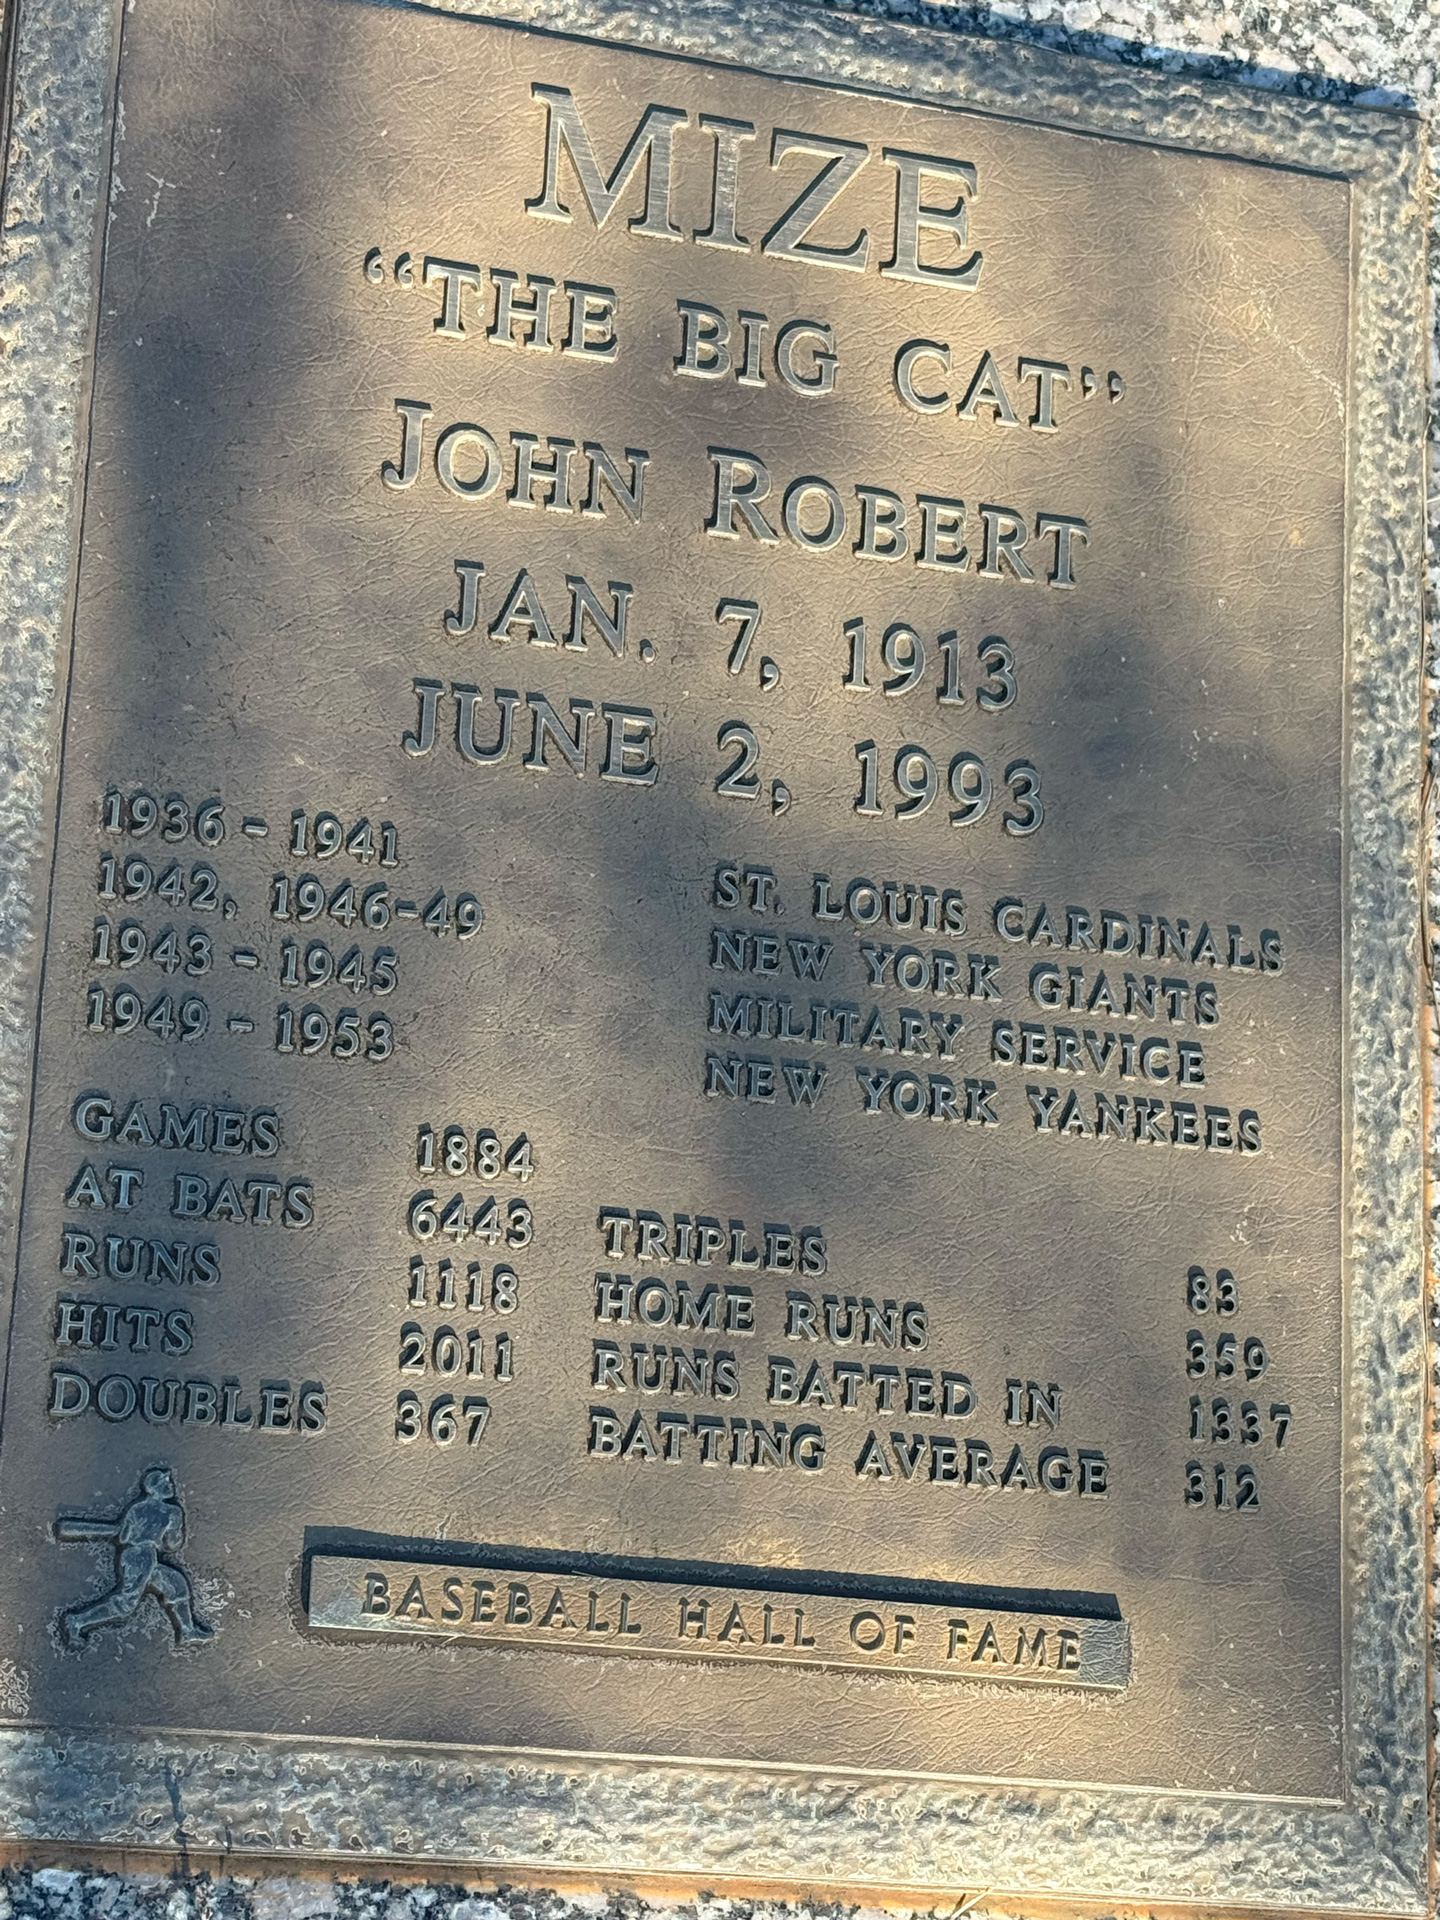 MIZE
“THE BIG CAT”
JOHN ROBERT
JAN. 7, 1913
JUNE 2, 1993
1936 - 1941 ST. LOUIS CARDINALS
1942, 1946-49 NEW YORK GIANTS
1943 - 1945 MILITARY SERVICE
1949 - 1953 NEW YORK YANKEES
GAMES 1884
AT BATS 6443 TRIPLES 83
RUNS 1118 HOME RUNS 359
HITS 2011 RUNS BATTED IN 1337
DOUBLES 367 BATTING AVERAGE 312
BASEBALL HALL OF FAME